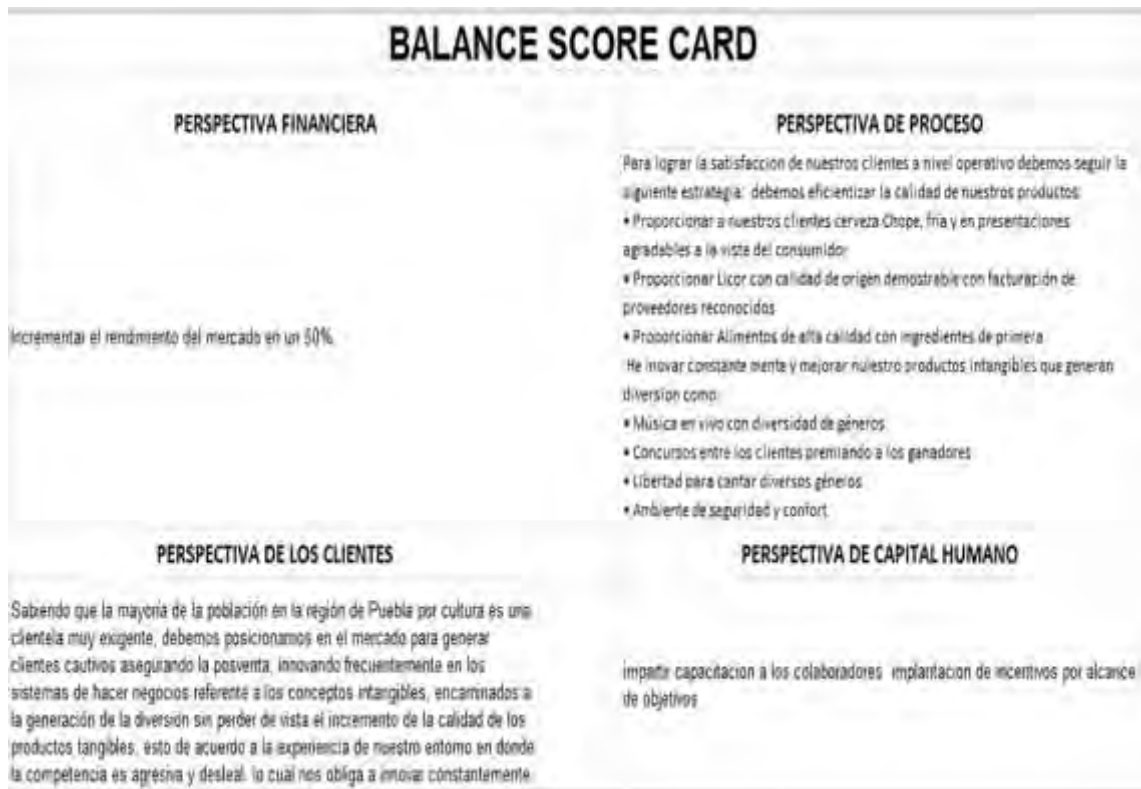 BALANCE SCORE CARD
PERSPECTIVA FINANCIERA
Incrementar el rendimiento del mercado en un 50%.
PERSPECTIVA DE PROCESO
Para lograr la satisfaccion de nuestros clientes a nivel operativo debemos seguir la
siguiente estrategia: debemos eficientizar la calidad de nuestros productos:
• Proporcionar a nuestros clientes cerveza Chope, fria y en presentaciones
agradables a la vista del consumidor
• Proporcionar Licor con calidad de origen demostrable con facturación de
proveedores reconocidos
• Proporcionar Alimentos de alta calidad con ingredientes de primera
He inovar constante mente y mejorar nuiestro productos intangibles que generan
diversion como:
• Música en vivo con diversidad de géneros
• Concursos entre los clientes premiando a los ganadores
• Libertad para cantar diversos géneros
• Ambiente de seguridad y confort
PERSPECTIVA DE LOS CLIENTES
Sabiendo que la mayoría de la población en la región de Puebla por cultura es una
clientela muy exigente, debemos posicionarnos en el mercado para generar
clientes cautivos asegurando la posventa, innovando frecuentemente en los
sistemas de hacer negocios referente a los conceptos intangibles, encaminados a
la generación de la diversión sin perder de vista el incremento de la calidad de los
productos tangibles, esto de acuerdo a la experiencia de nuestro entorno en donde
la competencia es agresiva y desleal, lo cual nos obliga a innovar constantemente.
PERSPECTIVA DE CAPITAL HUMANO
impartir capacitacion a los colaboradores implantacion de incentivos por alcance
de objetivos